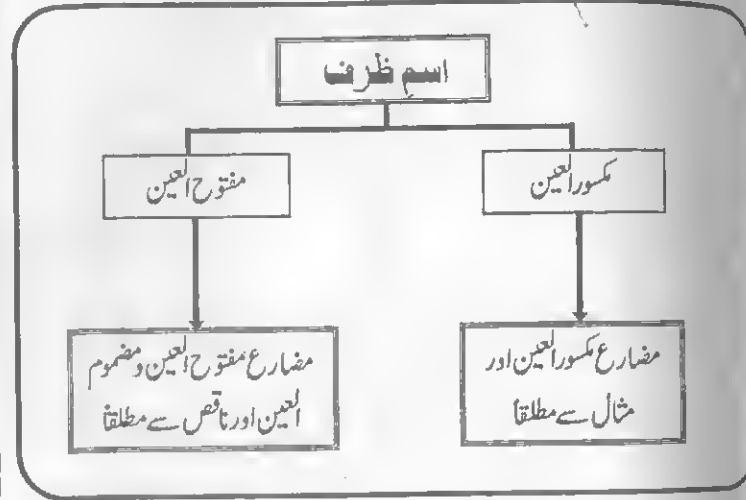 اسمِ ظرف
مکسور العین
مفتوح العین
مضارع مکسور العین اور
مثال سے مطلقاً
مضارع مفتوح العین و مضموم
العین اور ناقص سے مطلقاً